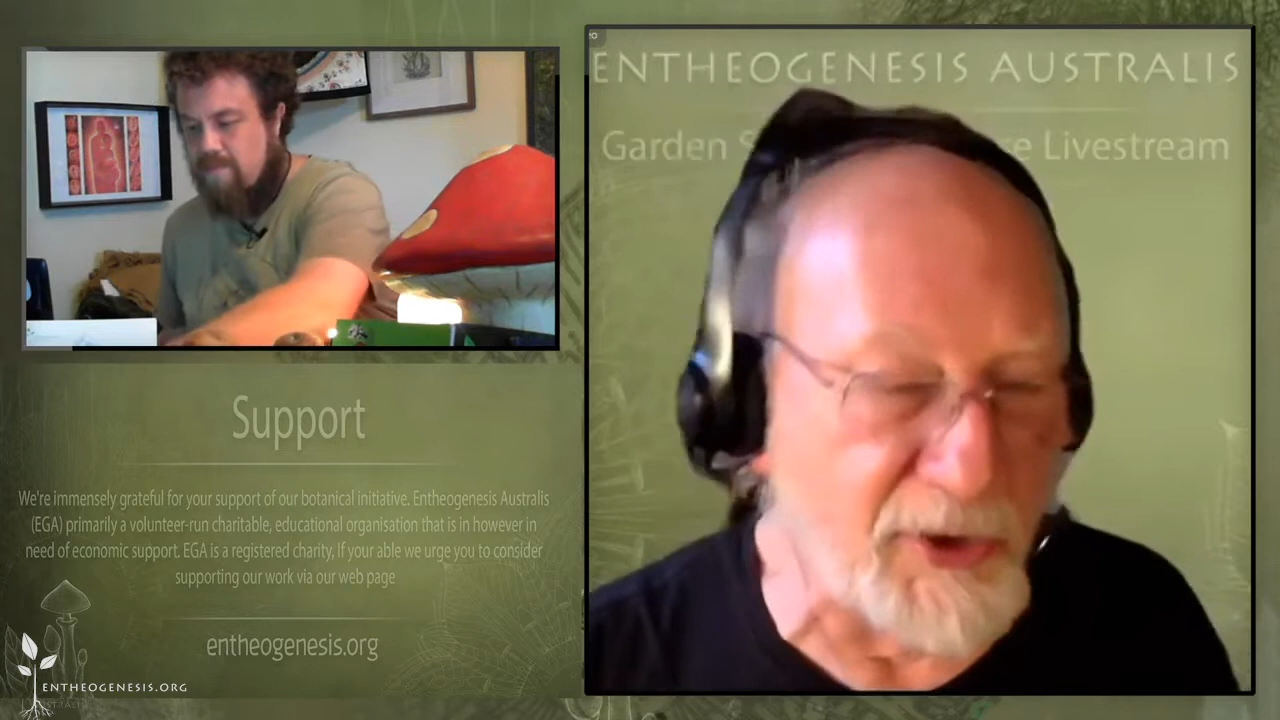 ENTHEOGENESIS AUSTRALIS
Garden S re Livestream
Support
We're immensely grateful for your support of our botanical initiative. Entheogenesis Australis
(EGA) primarily a volunteer-run charitable, educational organisation that is in however in
need of economic support. EGA is a registered charity, If your able we urge you to consider
supporting our work via our web page
entheogenesis.org
ENTHEOGENESIS.ORG